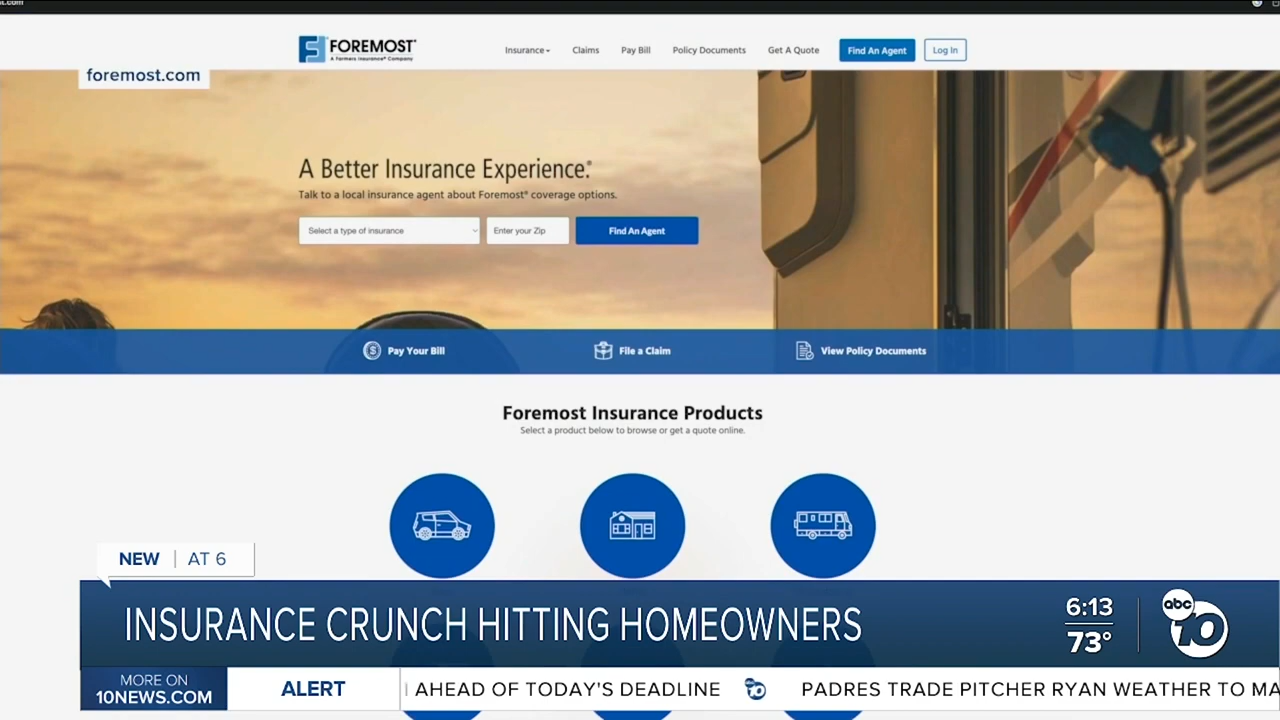 st.com
FOREMOST®
A Farmers Insurance® Company
Insurance
Claims
Pay Bill
Policy Documents
Get A Quote
Find An Agent
Log In
foremost.com
A Better Insurance Experience.®
Talk to a local insurance agent about Foremost® coverage options.
Select a type of insurance
Enter your Zip
Find An Agent
Pay Your Bill
File a Claim
View Policy Documents
Foremost Insurance Products
Select a product below to browse or get a quote online.
NEW | AT 6
INSURANCE CRUNCH HITTING HOMEOWNERS
6:13
73°
abc
10
MORE ON
10NEWS.COM
ALERT
AHEAD OF TODAY'S DEADLINE 10 PADRES TRADE PITCHER RYAN WEATHER TO MA